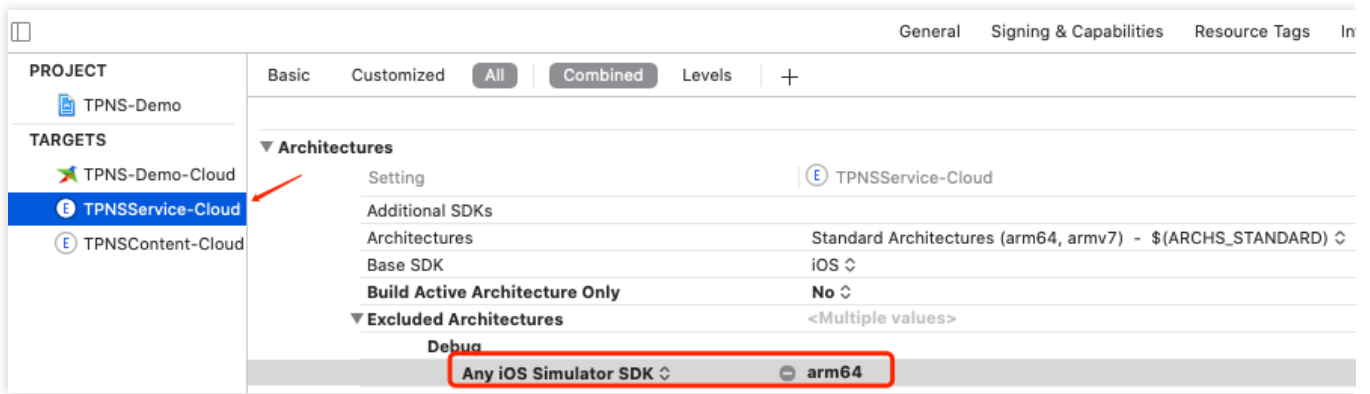 General Signing & Capabilities Resource Tags In
PROJECT
TPNS-Demo
TARGETS
TPNS-Demo-Cloud
E TPNSService-Cloud
E TPNSContent-Cloud
Basic Customized All Combined Levels +
Architectures
Setting E TPNSService-Cloud
Additional SDKs
Architectures Standard Architectures (arm64, armv7) - $(ARCHS_STANDARD)
Base SDK iOS
Build Active Architecture Only No
Excluded Architectures <Multiple values>
Debug
Any iOS Simulator SDK arm64